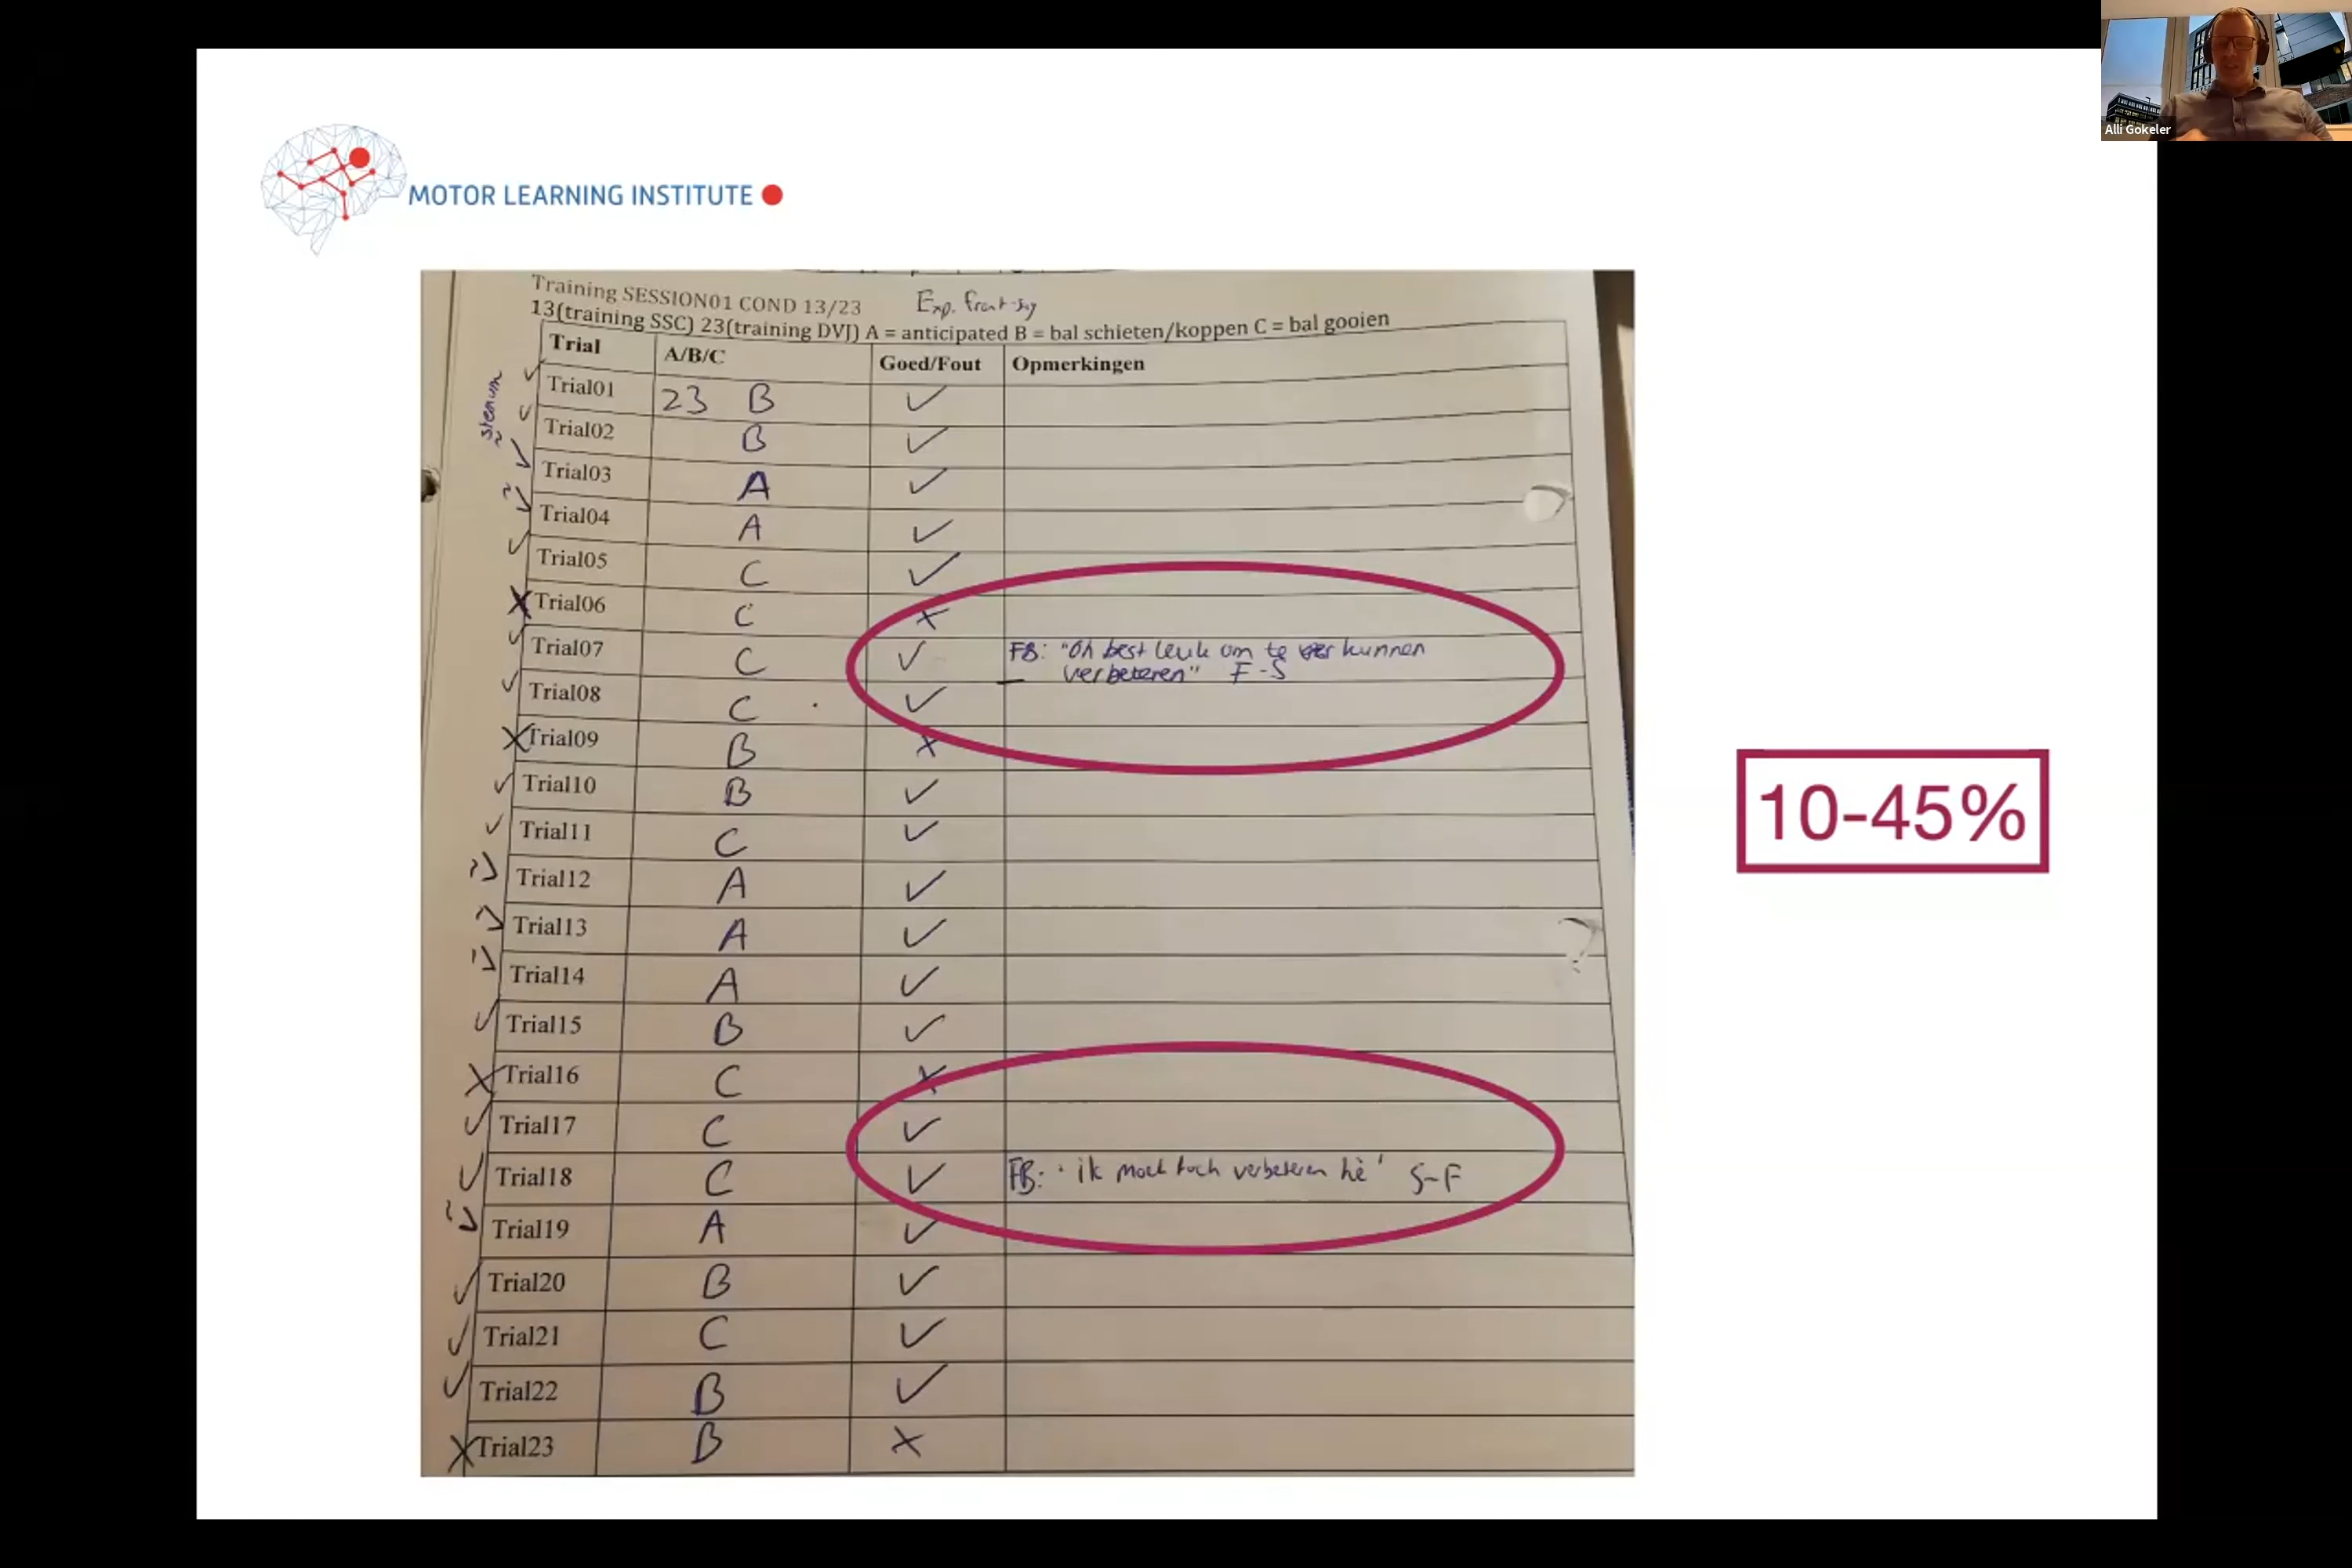 Alli Gokeler
MOTOR LEARNING INSTITUTE
Training SESSION01 COND 13/23 Exp.
13(training SSC) 23(training DVJ) A = anticipated B = bal schieten/koppen C = bal gooien
Trial A/B/C Goed/Fout Opmerkingen
Trial01 23 B ✓
Trial02 B ✓
Trial03 A ✓
Trial04 A ✓
Trial05 C ✓
Trial06 C X
Trial07 C ✓ FB: "Oh best leuk om te kunnen
verbeteren" F-S
Trial08 C ✓
Trial09 B X
Trial10 B ✓
Trial11 C ✓
Trial12 A ✓
Trial13 A ✓
Trial14 A ✓
Trial15 B ✓
Trial16 C X
Trial17 C ✓
Trial18 C ✓ FB: 'ik moet toch verbeteren hè' S-F
Trial19 A ✓
Trial20 B ✓
Trial21 C ✓
Trial22 B ✓
Trial23 B X
10-45%